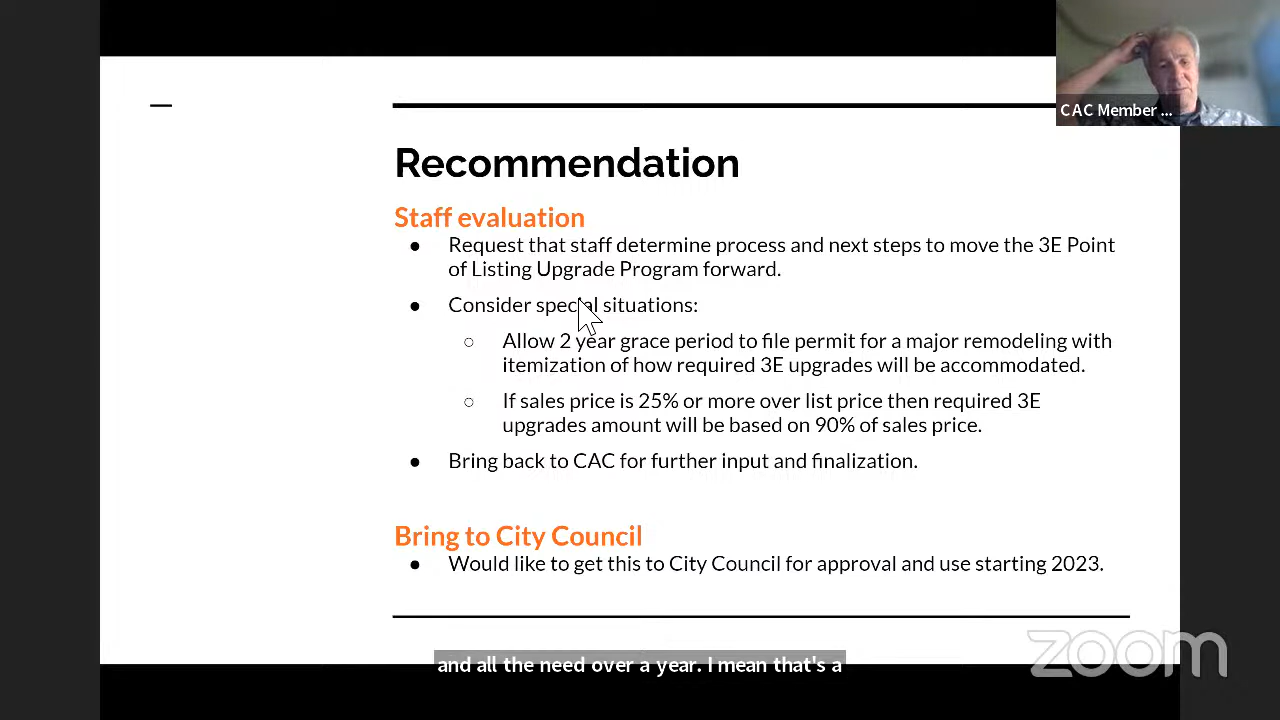 CAC Member ...
Recommendation
Staff evaluation
● Request that staff determine process and next steps to move the 3E Point
of Listing Upgrade Program forward.
● Consider special situations:
○ Allow 2 year grace period to file permit for a major remodeling with
itemization of how required 3E upgrades will be accommodated.
○ If sales price is 25% or more over list price then required 3E
upgrades amount will be based on 90% of sales price.
● Bring back to CAC for further input and finalization.
Bring to City Council
● Would like to get this to City Council for approval and use starting 2023.
zoom
and all the need over a year. I mean that's a